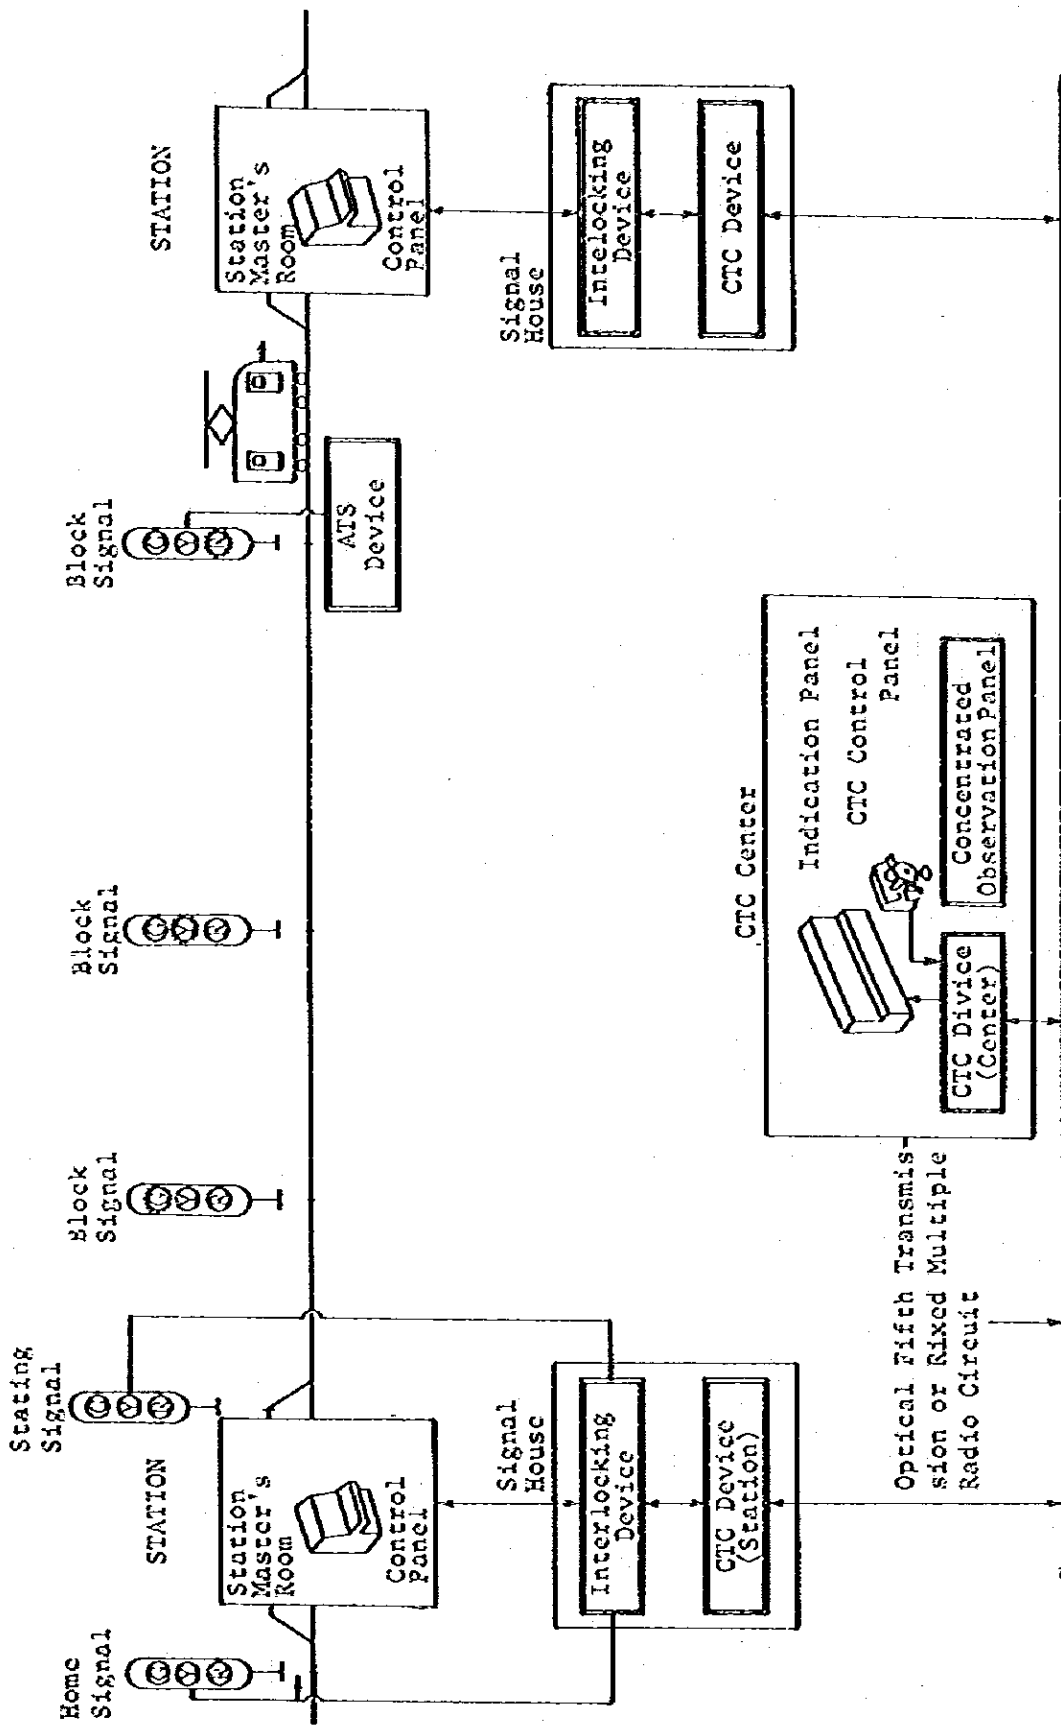 Home
Signal
Stating
Signal
Block
Signal
Block
Signal
Block
Signal
STATION
STATION
Station
Master's
Room
Control
Panel
Station
Master's
Room
Control
Panel
ATS
Device
Signal
House
Interlocking
Device
CTC Device
(Station)
Signal
House
Intelocking
Device
CTC Device
CTC Center
Indication Panel
CTC Control
Panel
CTC Divice
(Center)
Concentrated
Observation Panel
Optical Fifth Transmis-
sion or Rixed Multiple
Radio Circuit